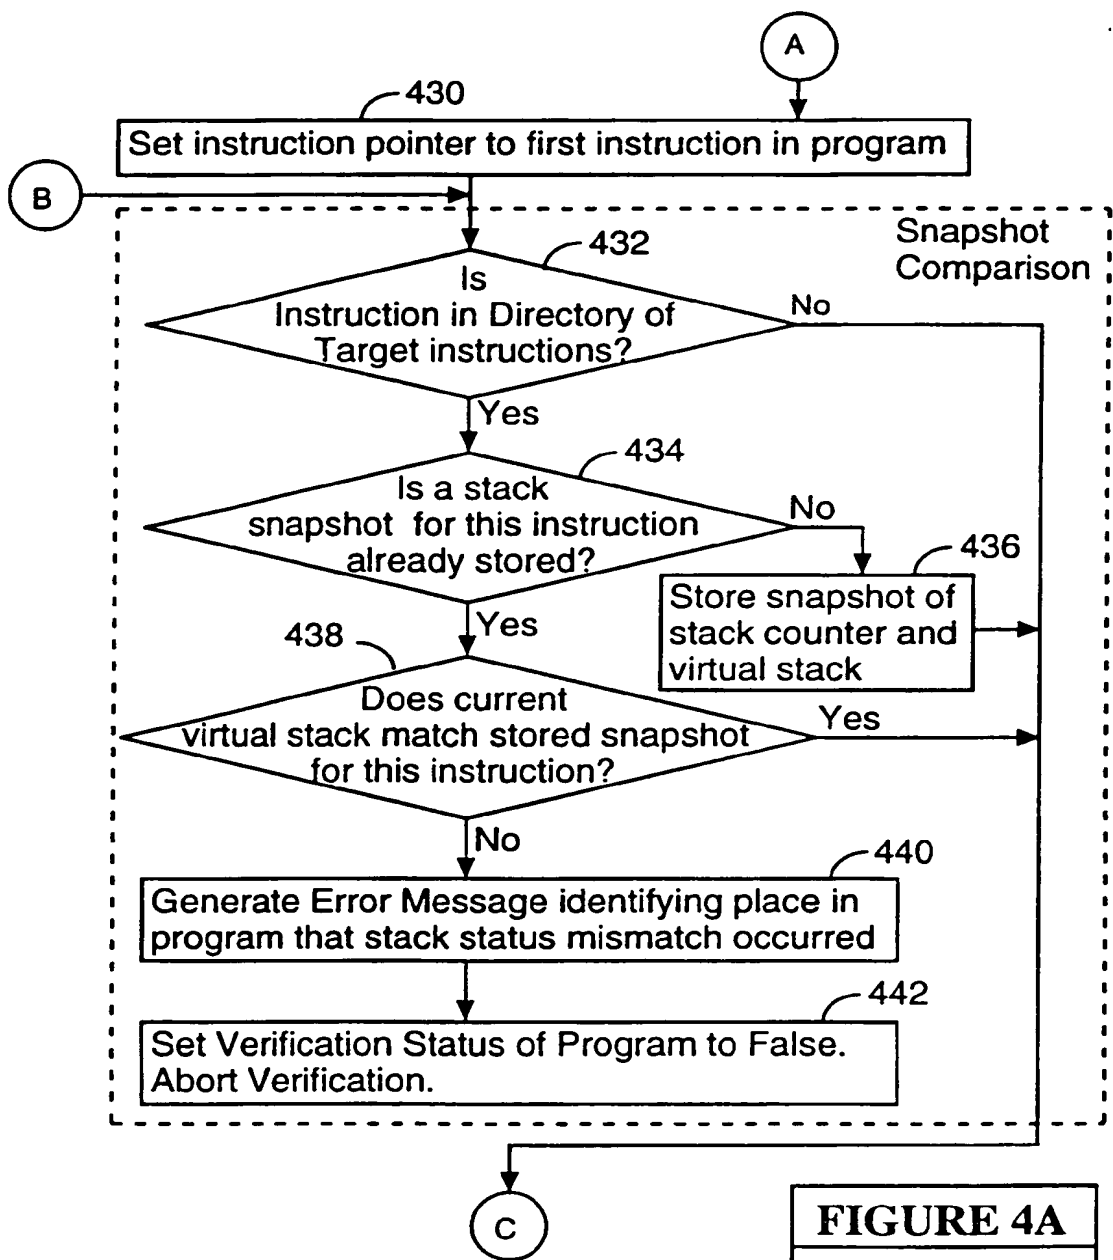 A
430
Set instruction pointer to first instruction in program
B
Snapshot
Comparison
432
Is
Instruction in Directory of
Target instructions?
No
Yes
434
Is a stack
snapshot for this instruction
already stored?
No
436
Store snapshot of
stack counter and
virtual stack
Yes
438
Does current
virtual stack match stored snapshot
for this instruction?
Yes
No
440
Generate Error Message identifying place in
program that stack status mismatch occurred
442
Set Verification Status of Program to False.
Abort Verification.
C
FIGURE 4A